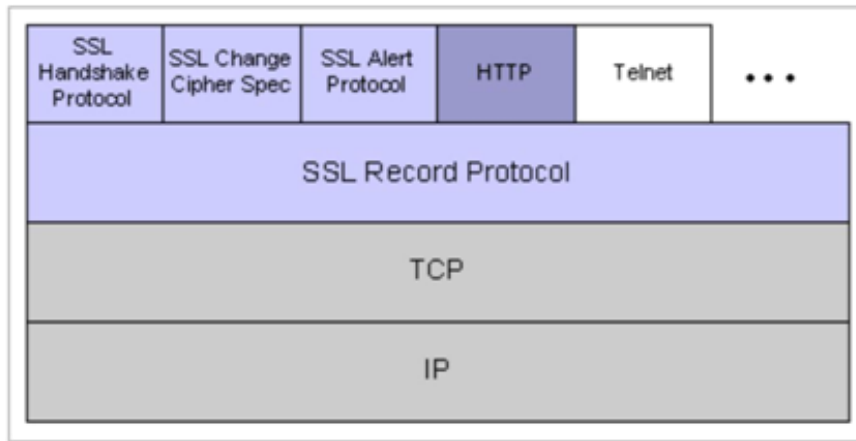 SSL
Handshake
Protocol
SSL Change
Cipher Spec
SSL Alert
Protocol
HTTP
Telnet
...
SSL Record Protocol
TCP
IP